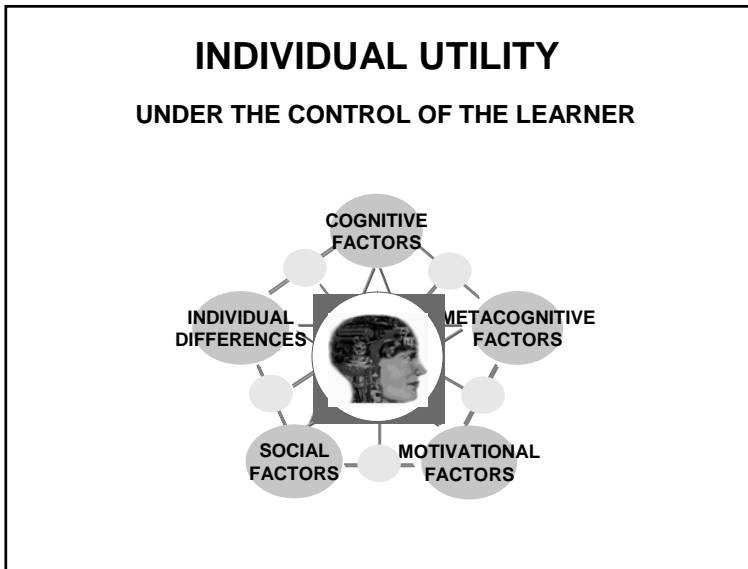 INDIVIDUAL UTILITY
UNDER THE CONTROL OF THE LEARNER
COGNITIVE
FACTORS
INDIVIDUAL
DIFFERENCES
METACOGNITIVE
FACTORS
SOCIAL
FACTORS
MOTIVATIONAL
FACTORS